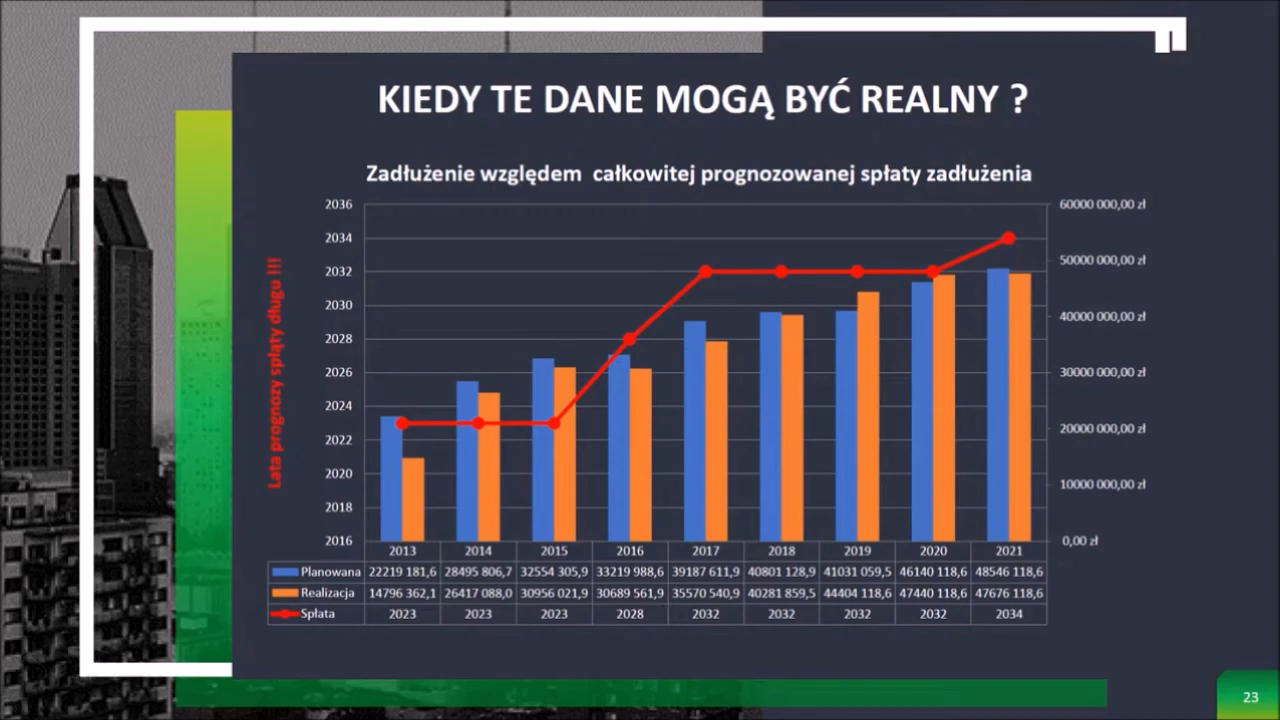 KIEDY TE DANE MOGĄ BYĆ REALNY ?
Zadłużenie względem całkowitej prognozowanej spłaty zadłużenia
Lata prognozy spłąty długu !!!
2036
2034
2032
2030
2028
2026
2024
2022
2020
2018
2016
60000 000,00 zł
50000 000,00 zł
40000 000,00 zł
30000 000,00 zł
20000 000,00 zł
10000 000,00 zł
0,00 zł
2013 2014 2015 2016 2017 2018 2019 2020 2021
Planowana 22219 181,6 28495 806,7 32554 305,9 33219 988,6 39187 611,9 40801 128,9 41031 059,5 46140 118,6 48546 118,6
Realizacja 14796 362,1 26417 088,0 30956 021,9 30689 561,9 35570 540,9 40281 859,5 44404 118,6 47440 118,6 47676 118,6
Spłata 2023 2023 2023 2028 2032 2032 2032 2032 2034
23